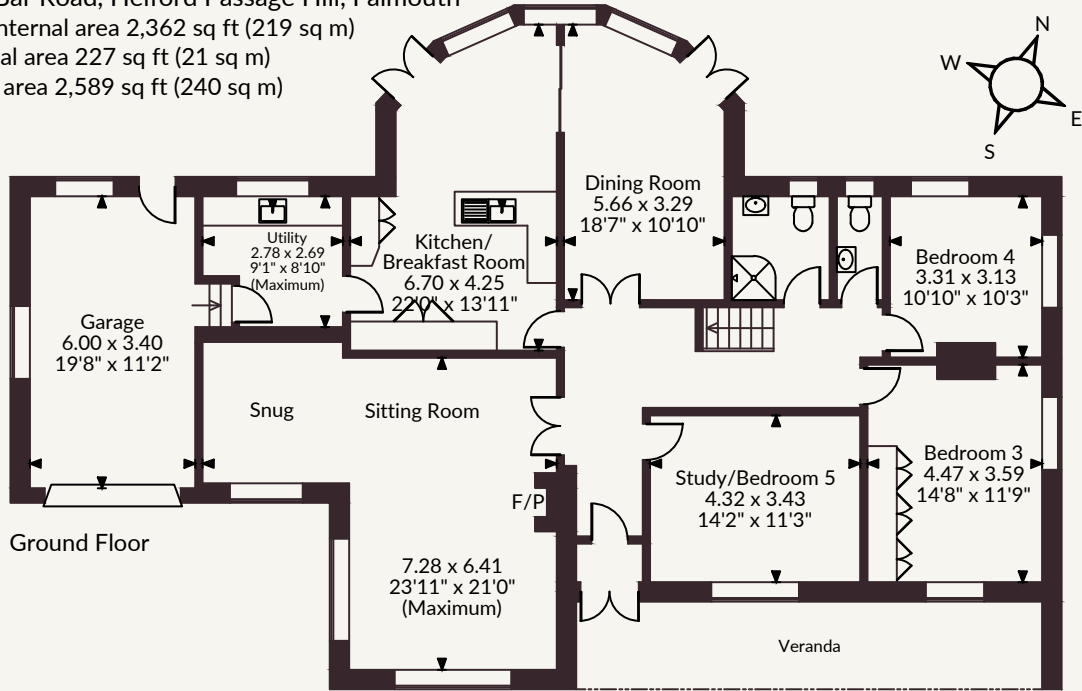 Bar Road, Helford Passage Hill, Falmouth
nternal area 2,362 sq ft (219 sq m)
al area 227 sq ft (21 sq m)
area 2,589 sq ft (240 sq m)
N
W
E
S
Dining Room
5.66 x 3.29
18'7" x 10'10"
Utility
2.78 x 2.69
9'1" x 8'10"
(Maximum)
Kitchen/
Breakfast Room
6.70 x 4.25
22'0" x 13'11"
Bedroom 4
3.31 x 3.13
10'10" x 10'3"
Garage
6.00 x 3.40
19'8" x 11'2"
Snug
Sitting Room
Study/Bedroom 5
4.32 x 3.43
14'2" x 11'3"
Bedroom 3
4.47 x 3.59
14'8" x 11'9"
F/P
Ground Floor
7.28 x 6.41
23'11" x 21'0"
(Maximum)
Veranda